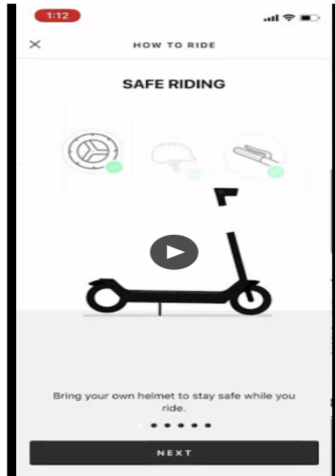 1:12
HOW TO RIDE
SAFE RIDING
Bring your own helmet to stay safe while you
ride.
NEXT